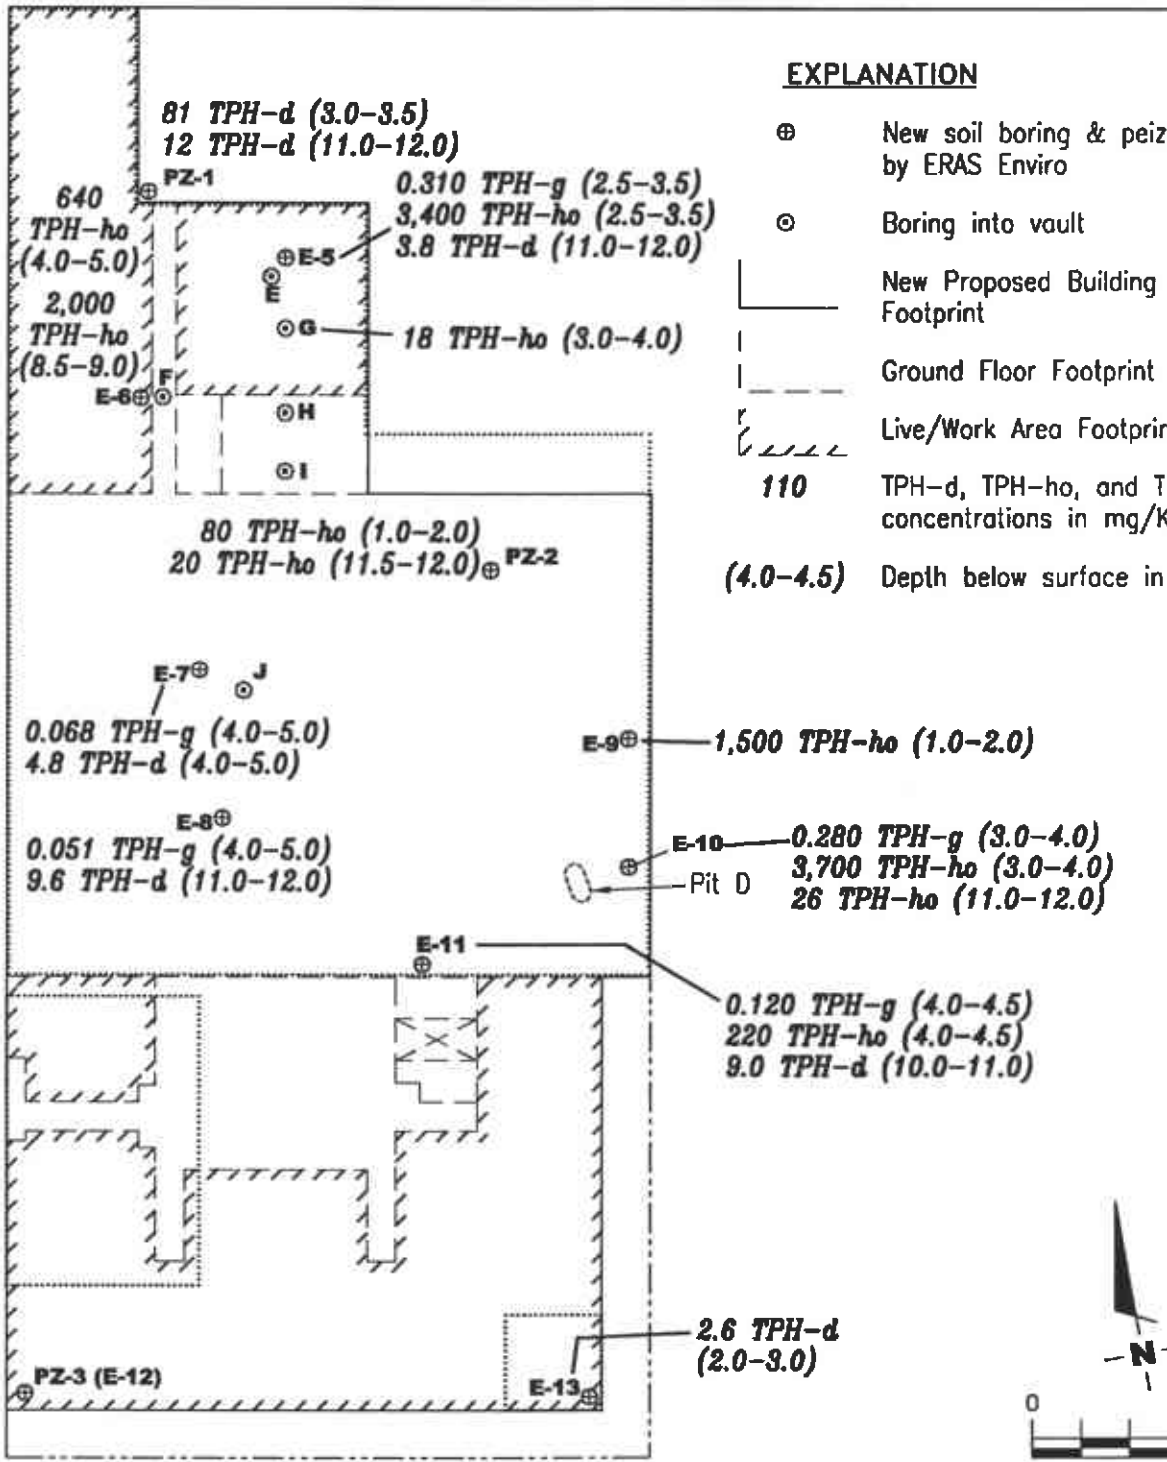 EXPLANATION
New soil boring & peiz
by ERAS Enviro
Boring into vault
New Proposed Building
Footprint
Ground Floor Footprint
Live/Work Area Footprin
110
TPH-d, TPH-ho, and T
concentrations in mg/K
(4.0-4.5)
Depth below surface in
81 TPH-d (3.0-3.5)
12 TPH-d (11.0-12.0)
PZ-1
640
TPH-ho
(4.0-5.0)
2,000
TPH-ho
(8.5-9.0)
0.310 TPH-g (2.5-3.5)
3,400 TPH-ho (2.5-3.5)
3.8 TPH-d (11.0-12.0)
E-5
E
G
18 TPH-ho (3.0-4.0)
F
E-6
H
I
80 TPH-ho (1.0-2.0)
20 TPH-ho (11.5-12.0)
PZ-2
E-7
J
0.068 TPH-g (4.0-5.0)
4.8 TPH-d (4.0-5.0)
E-9
1,500 TPH-ho (1.0-2.0)
E-8
0.051 TPH-g (4.0-5.0)
9.6 TPH-d (11.0-12.0)
E-10
0.280 TPH-g (3.0-4.0)
3,700 TPH-ho (3.0-4.0)
26 TPH-ho (11.0-12.0)
Pit D
E-11
0.120 TPH-g (4.0-4.5)
220 TPH-ho (4.0-4.5)
9.0 TPH-d (10.0-11.0)
2.6 TPH-d
(2.0-3.0)
PZ-3 (E-12)
E-13
N
0